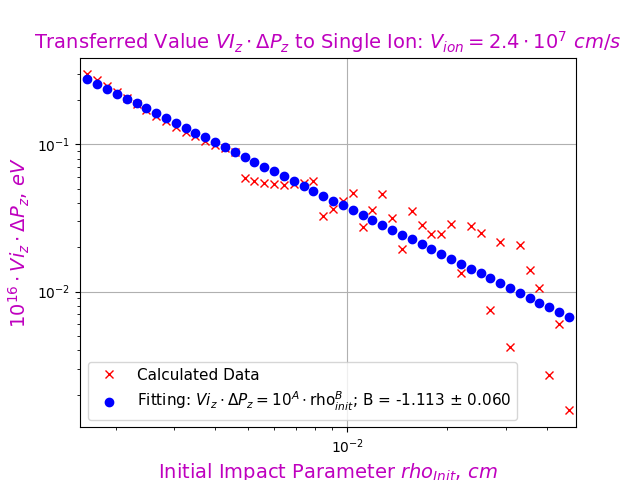 Transferred Value $VI_z \cdot \Delta P_z$ to Single Ion: $V_{ion} = 2.4 \cdot 10^7$ $cm/s$
$10^{16} \cdot Vi_z \cdot \Delta P_z$, $eV$
$10^{-1}$
$10^{-2}$
Calculated Data
Fitting: $Vi_z \cdot \Delta P_z = 10^A \cdot \mathrm{rho}_{init}^B$; B = -1.113 ± 0.060
$10^{-2}$
Initial Impact Parameter $rho_{Init}$, $cm$